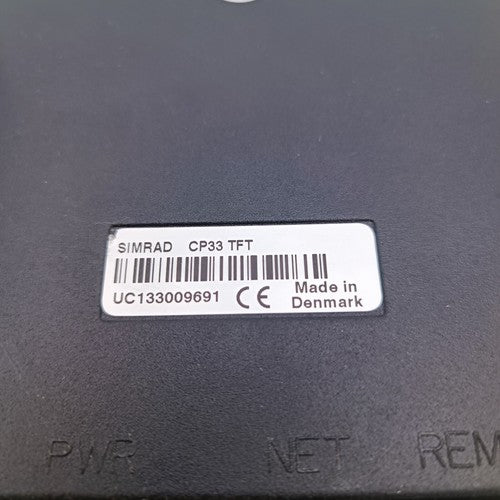 SIMRAD CP33 TFT
UC133009691 CE Made in
Denmark
PWR NET REM